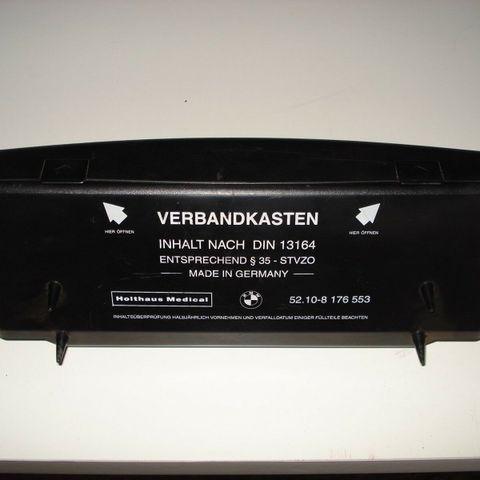 VERBANDKASTEN
HIER ÖFFNEN
HIER ÖFFNEN
INHALT NACH DIN 13164
ENTSPRECHEND § 35 - STVZO
MADE IN GERMANY
Holthaus Medical
BMW
52.10-8 176 553
INHALTSÜBERPRÜFUNG HALBJÄHRLICH VORNEHMEN UND VERFALLDATUM EINIGER FÜLLTEILE BEACHTEN